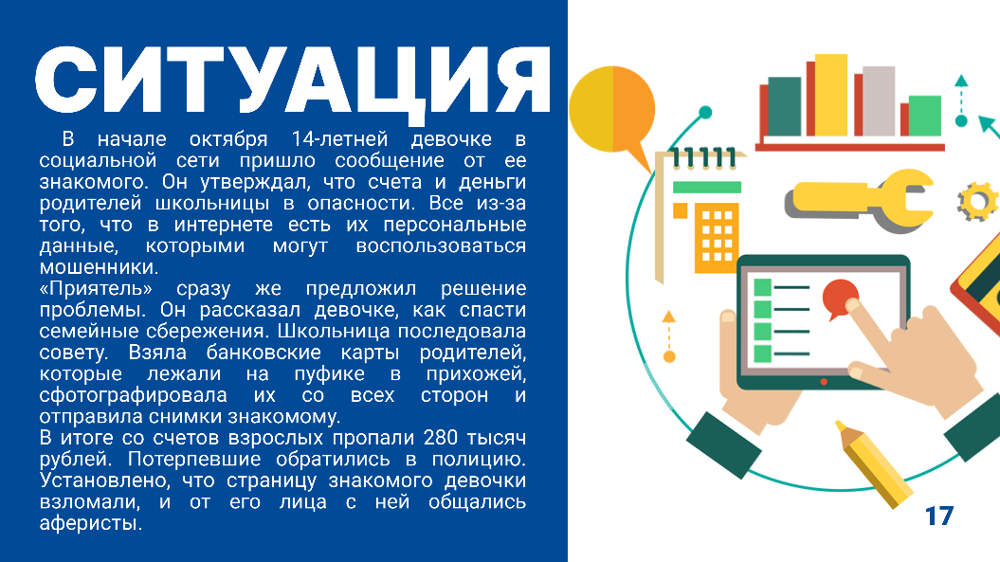 СИТУАЦИЯ
В начале октября 14-летней девочке в
социальной сети пришло сообщение от ее
знакомого. Он утверждал, что счета и деньги
родителей школьницы в опасности. Все из-за
того, что в интернете есть их персональные
данные, которыми могут воспользоваться
мошенники.
«Приятель» сразу же предложил решение
проблемы. Он рассказал девочке, как спасти
семейные сбережения. Школьница последовала
совету. Взяла банковские карты родителей,
которые лежали на пуфике в прихожей,
сфотографировала их со всех сторон и
отправила снимки знакомому.
В итоге со счетов взрослых пропали 280 тысяч
рублей. Потерпевшие обратились в полицию.
Установлено, что страницу знакомого девочки
взломали, и от его лица с ней общались
аферисты.
17